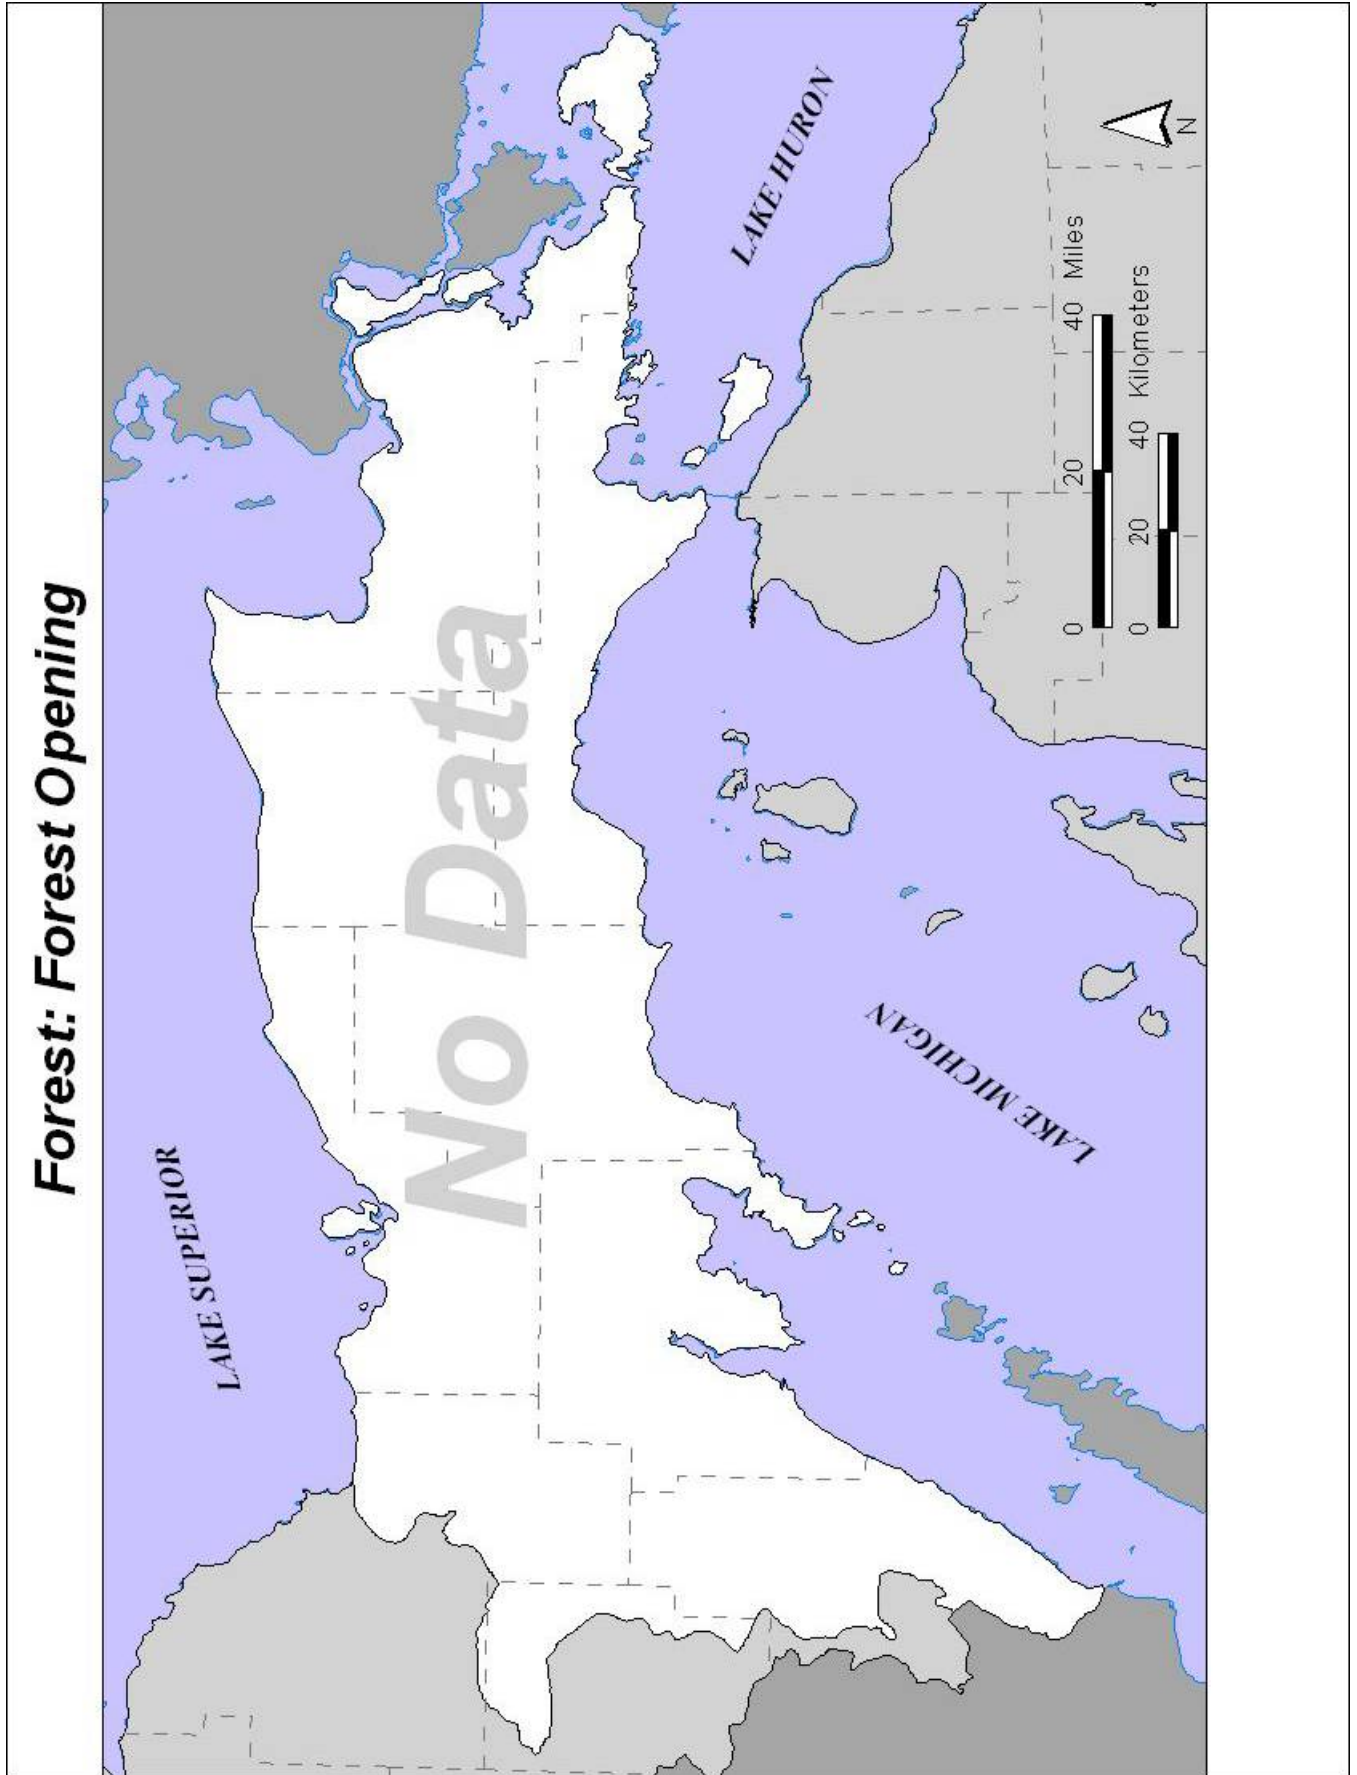 Forest: Forest Opening
LAKE SUPERIOR
No Data
LAKE HURON
LAKE MICHIGAN
0 20 40 Miles
0 20 40 Kilometers
N